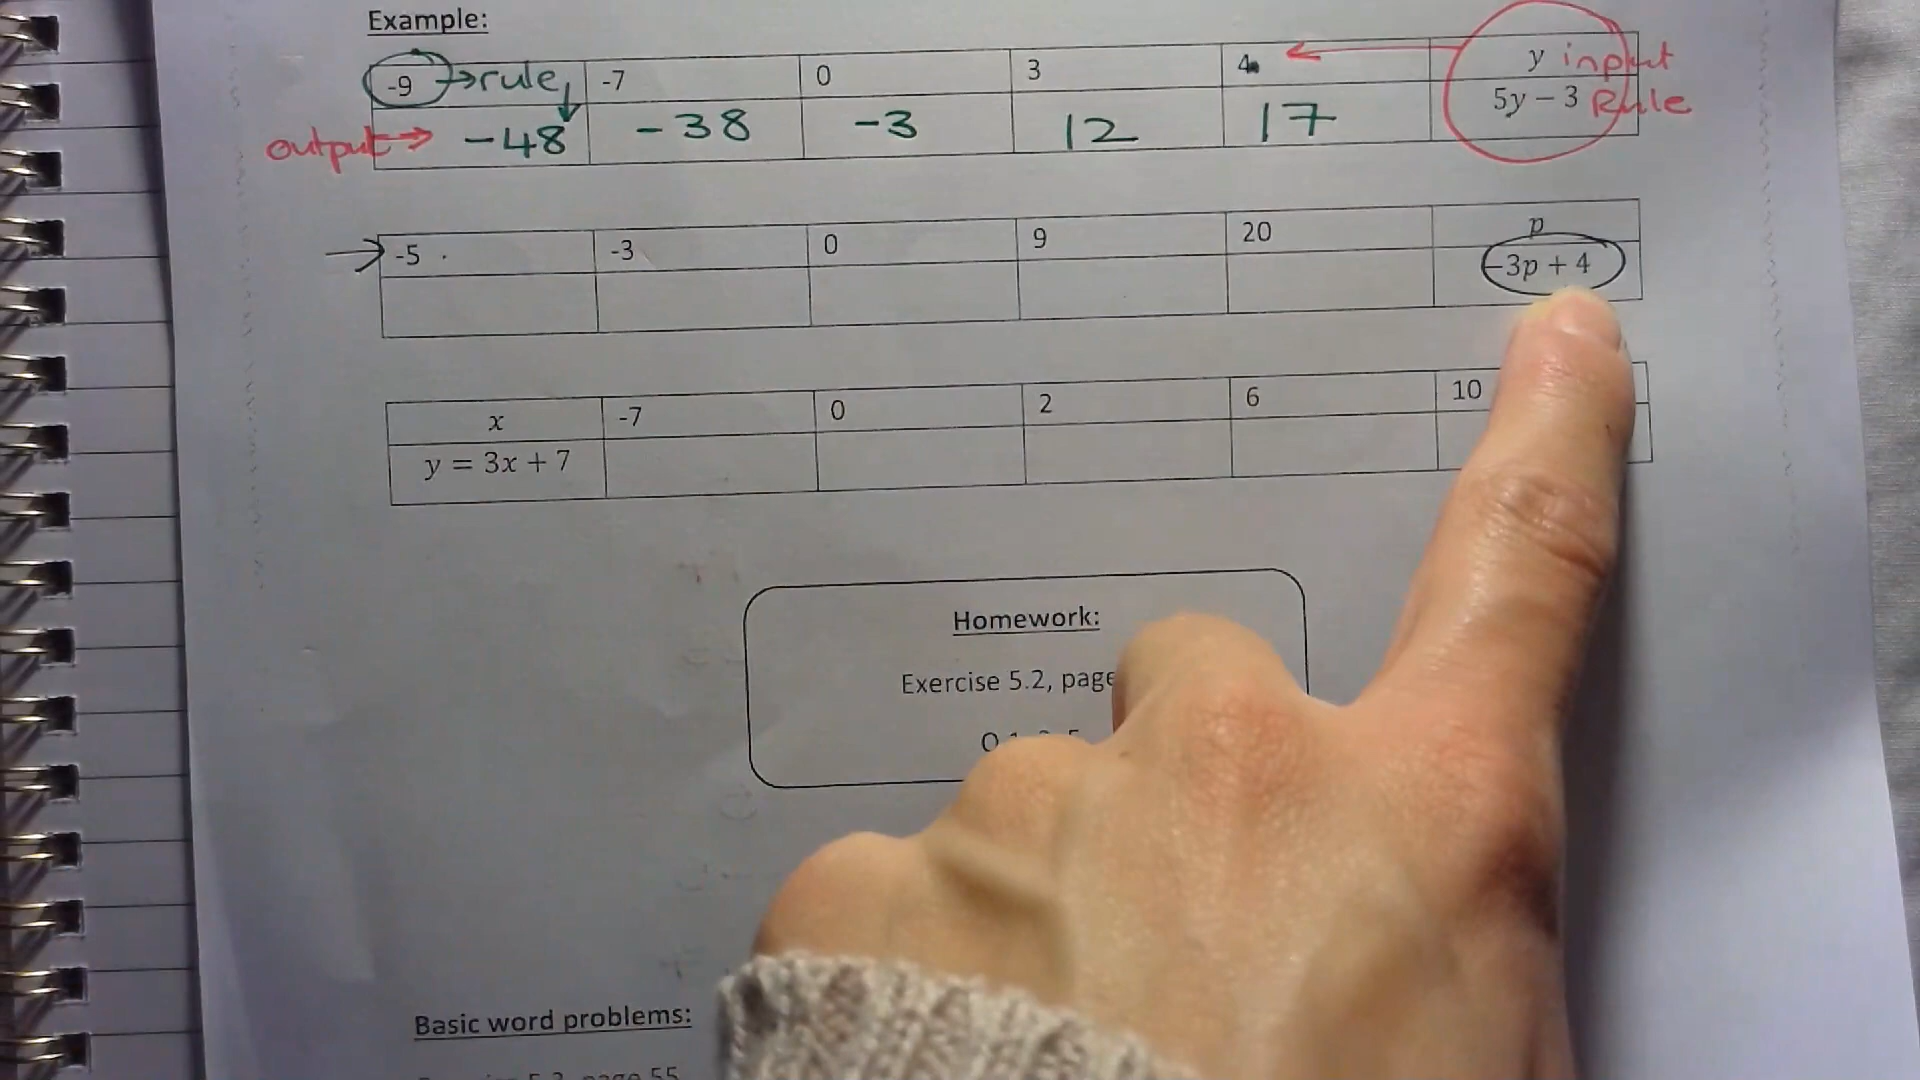 Example:
-9 → rule -7 0 3 4 ← y input
output → -48 -38 -3 12 17 5y – 3 Rule
→ -5 -3 0 9 20 p
-3p + 4
x -7 0 2 6 10
y = 3x + 7
Homework:
Exercise 5.2, page
Basic word problems:
page 55